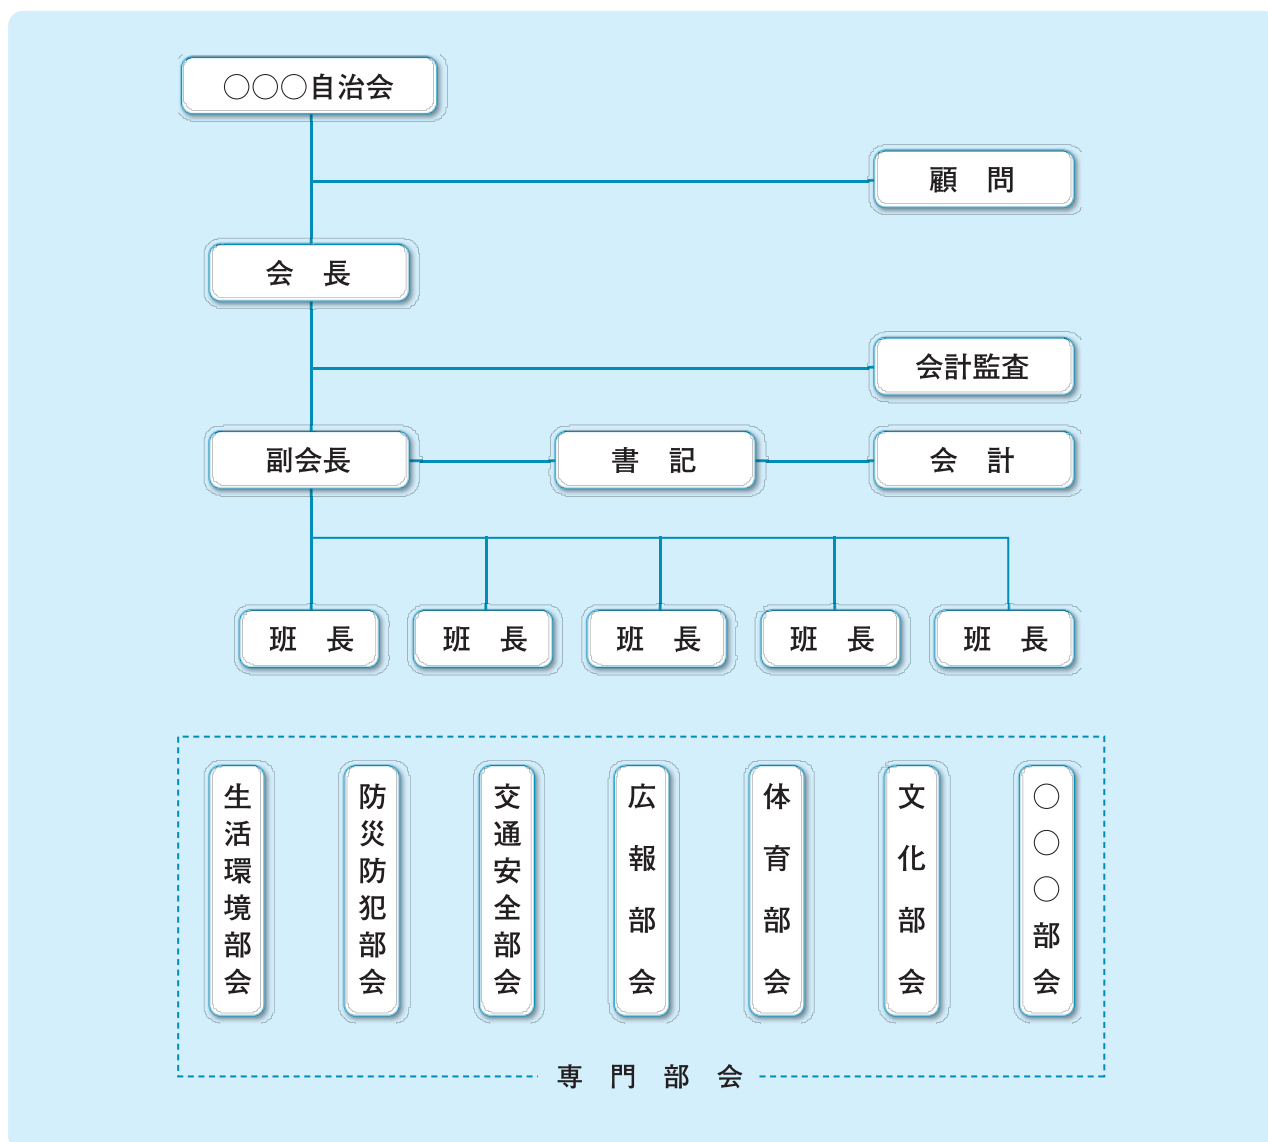 ○○○自治会
顧　問
会　長
会計監査
副会長
書　記
会　計
班　長
班　長
班　長
班　長
班　長
生活環境部会
防災防犯部会
交通安全部会
広報部会
体育部会
文化部会
○○○部会
専　門　部　会